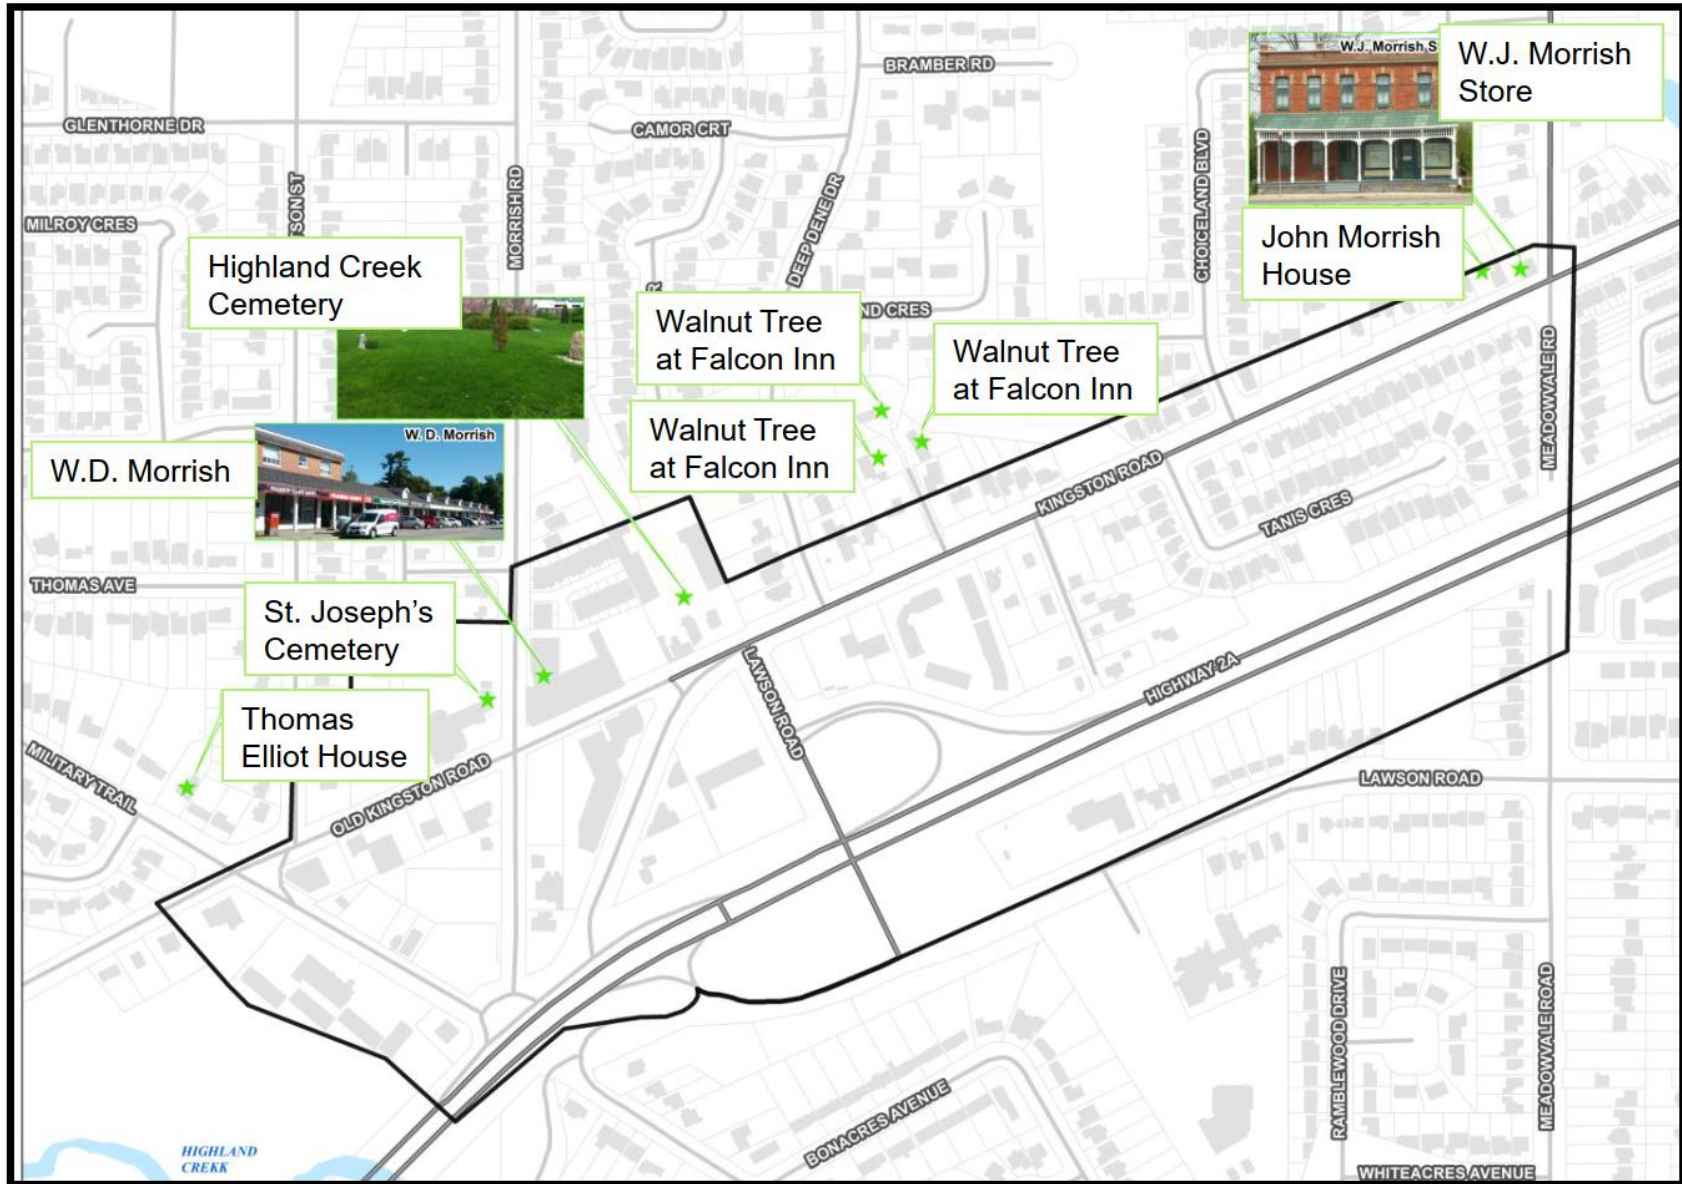 BRAMBER RD
W.J. Morrish S
W.J. Morrish
Store
GLENTHORNE DR
CAMOR CRT
CHOICELAND BLVD
SON ST
MORRISH RD
MILROY CRES
DEEP DENE DR
John Morrish
House
Highland Creek
Cemetery
R
ND CRES
Walnut Tree
at Falcon Inn
Walnut Tree
at Falcon Inn
Walnut Tree
at Falcon Inn
MEADOWVALE RD
W.D. Morrish
W. D. Morrish
KINGSTON ROAD
TANIS CRES
THOMAS AVE
St. Joseph's
Cemetery
LAWSON ROAD
HIGHWAY 2A
Thomas
Elliot House
MILITARY TRAIL
OLD KINGSTON ROAD
LAWSON ROAD
RAMBLEWOOD DRIVE
MEADOWVALE ROAD
BONACRES AVENUE
HIGHLAND
CREKK
WHITEACRES AVENUE